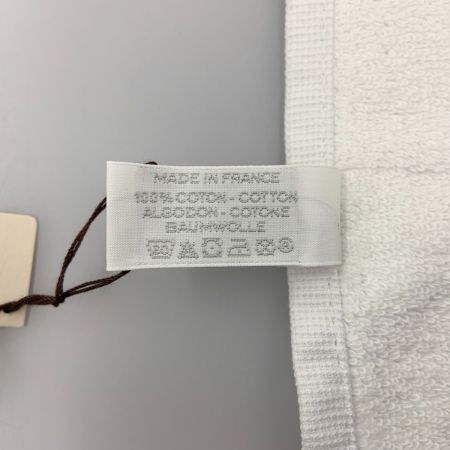 MADE IN FRANCE
100% COTON - COTTON
ALGODON - COTONE
BAUMWOLLE
®